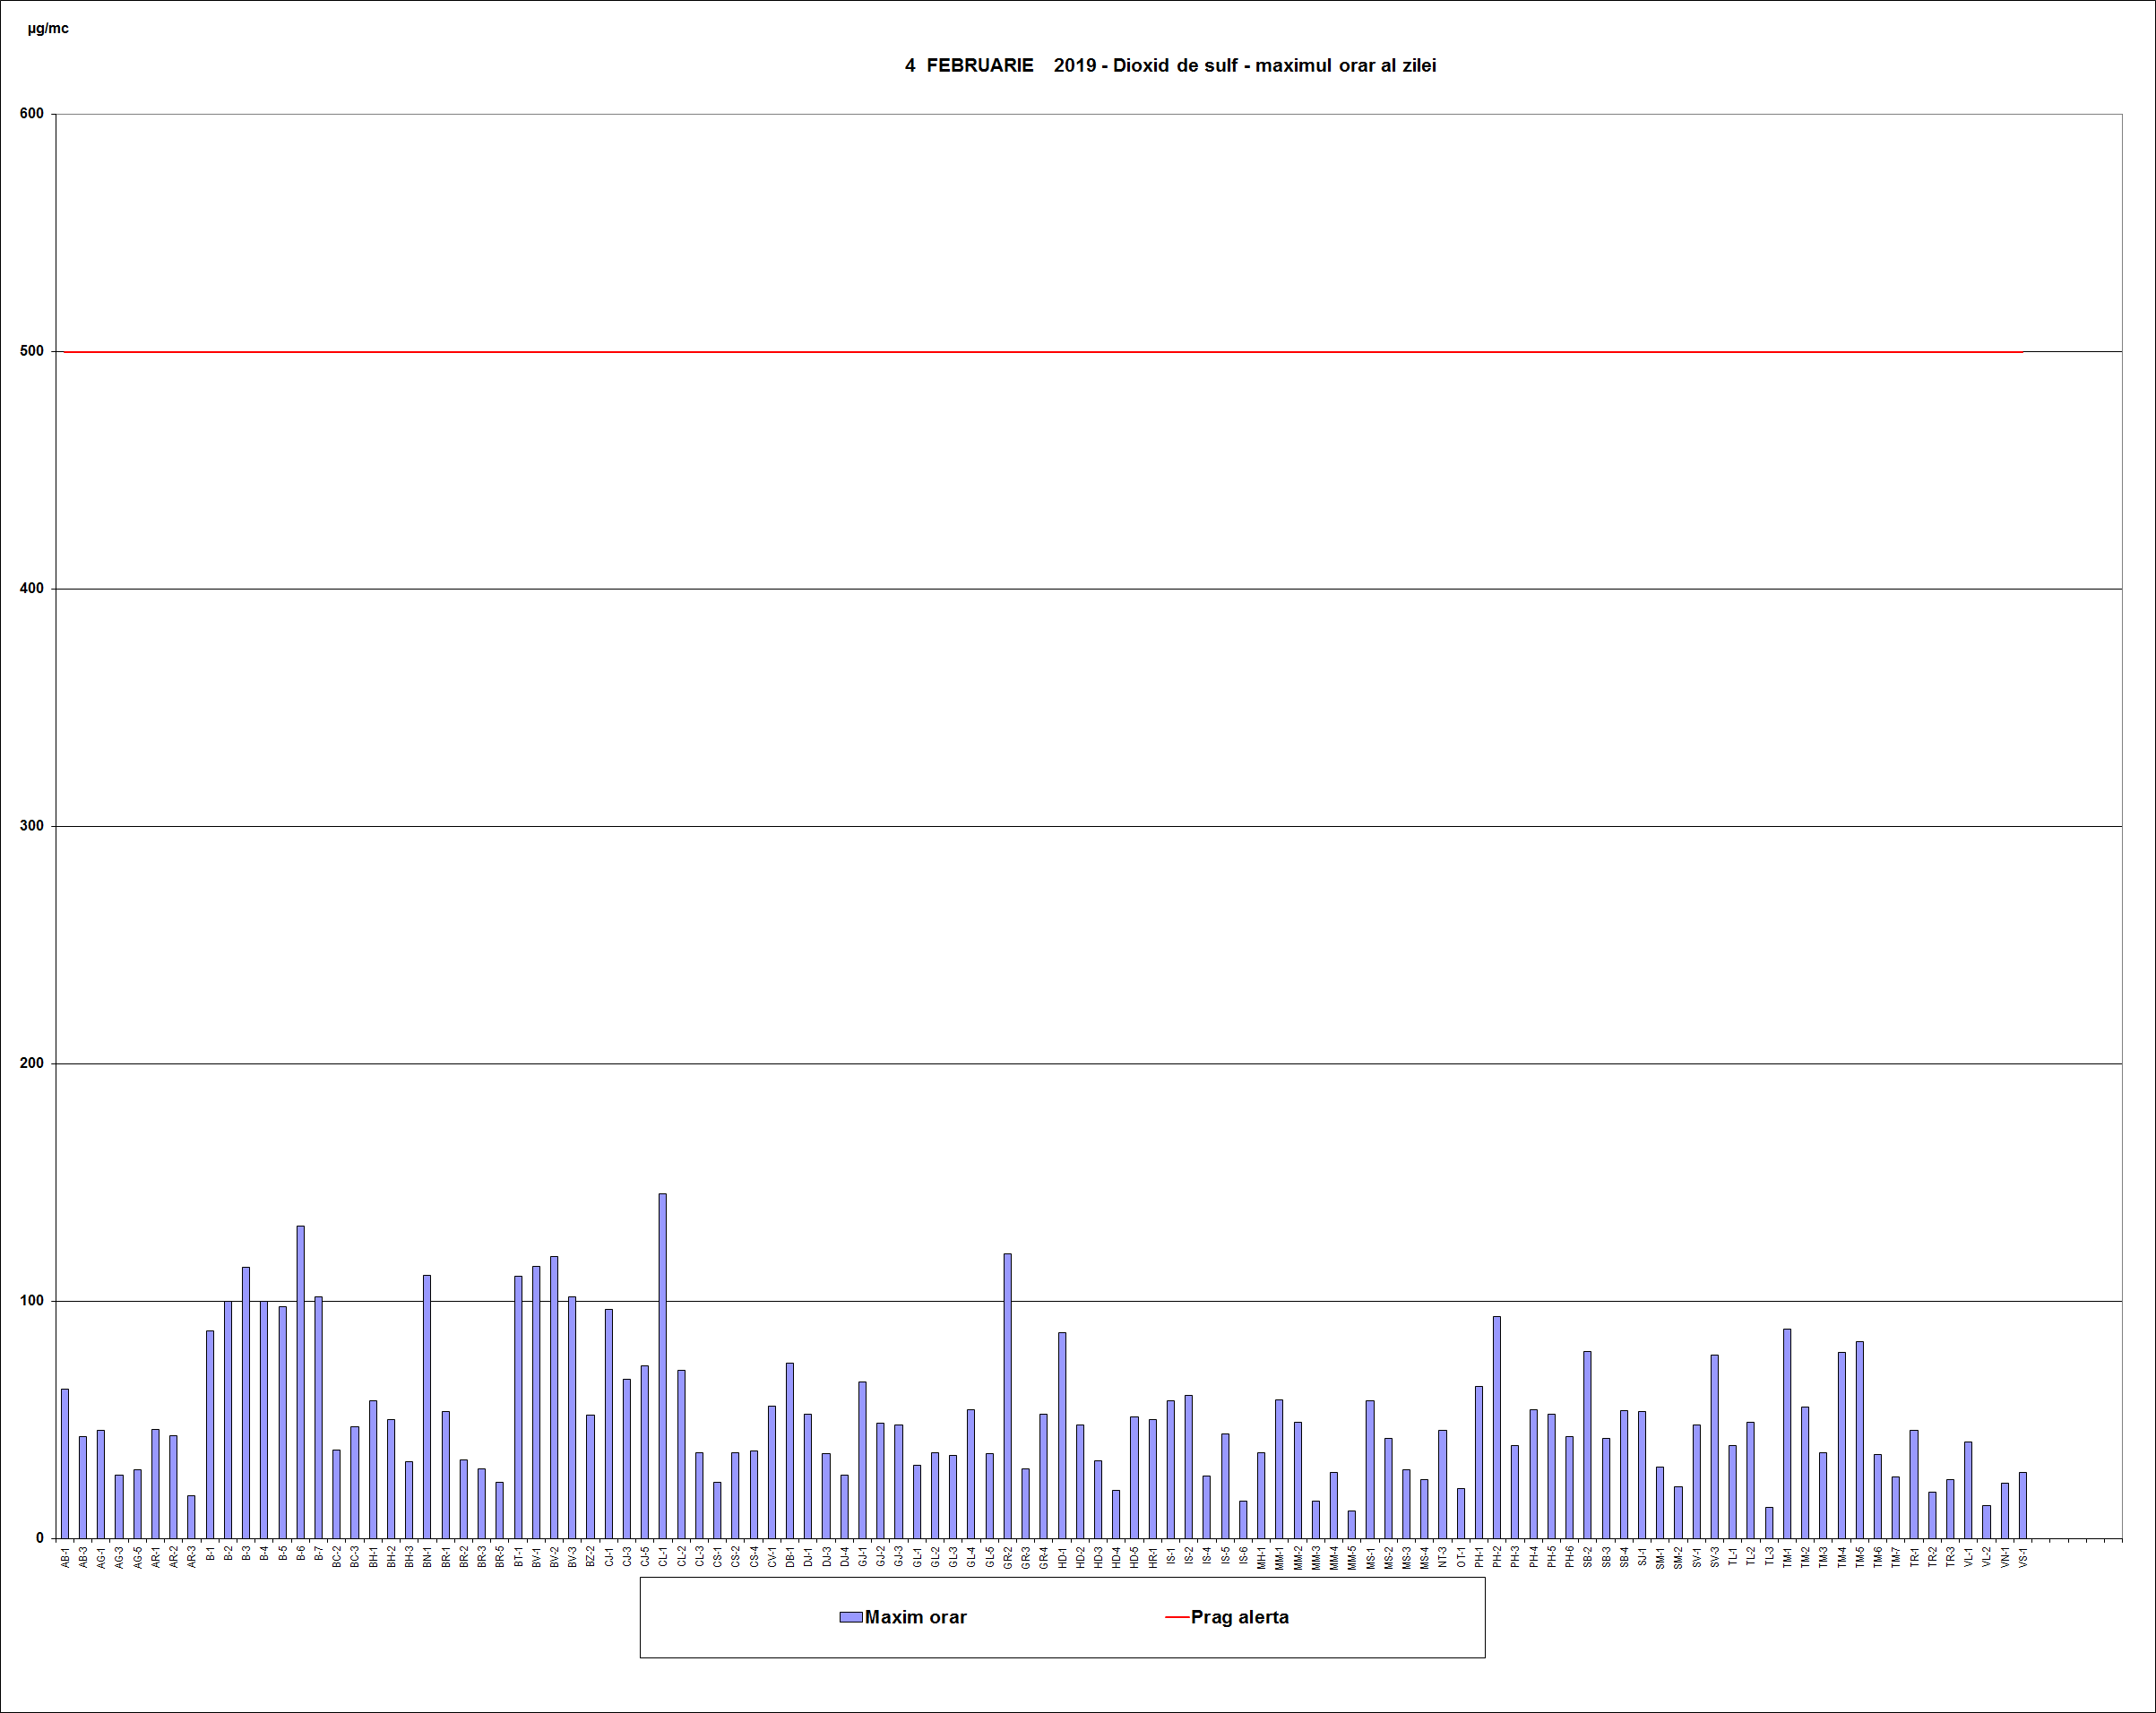 µg/mc
4 FEBRUARIE 2019 - Dioxid de sulf - maximul orar al zilei
600
500
400
300
200
100
0
AB-1 AB-3 AG-1 AG-3 AG-5 AR-1 AR-2 AR-3 B-1 B-2 B-3 B-4 B-5 B-6 B-7 BC-2 BC-3 BH-1 BH-2 BH-3 BN-1 BR-1 BR-2 BR-3 BR-5 BT-1 BV-1 BV-2 BV-3 BZ-2 CJ-1 CJ-3 CJ-5 CL-1 CL-2 CL-3 CS-1 CS-2 CS-4 CV-1 DB-1 DJ-1 DJ-3 DJ-4 GJ-1 GJ-2 GJ-3 GL-1 GL-2 GL-3 GL-4 GL-5 GR-2 GR-3 GR-4 HD-1 HD-2 HD-3 HD-4 HD-5 HR-1 IS-1 IS-2 IS-4 IS-5 IS-6 MH-1 MM-1 MM-2 MM-3 MM-4 MM-5 MS-1 MS-2 MS-3 MS-4 NT-3 OT-1 PH-1 PH-2 PH-3 PH-4 PH-5 PH-6 SB-2 SB-3 SB-4 SJ-1 SM-1 SM-2 SV-1 SV-3 TL-1 TL-2 TL-3 TM-1 TM-2 TM-3 TM-4 TM-5 TM-6 TM-7 TR-1 TR-2 TR-3 VL-1 VL-2 VN-1 VS-1
Maxim orar Prag alerta